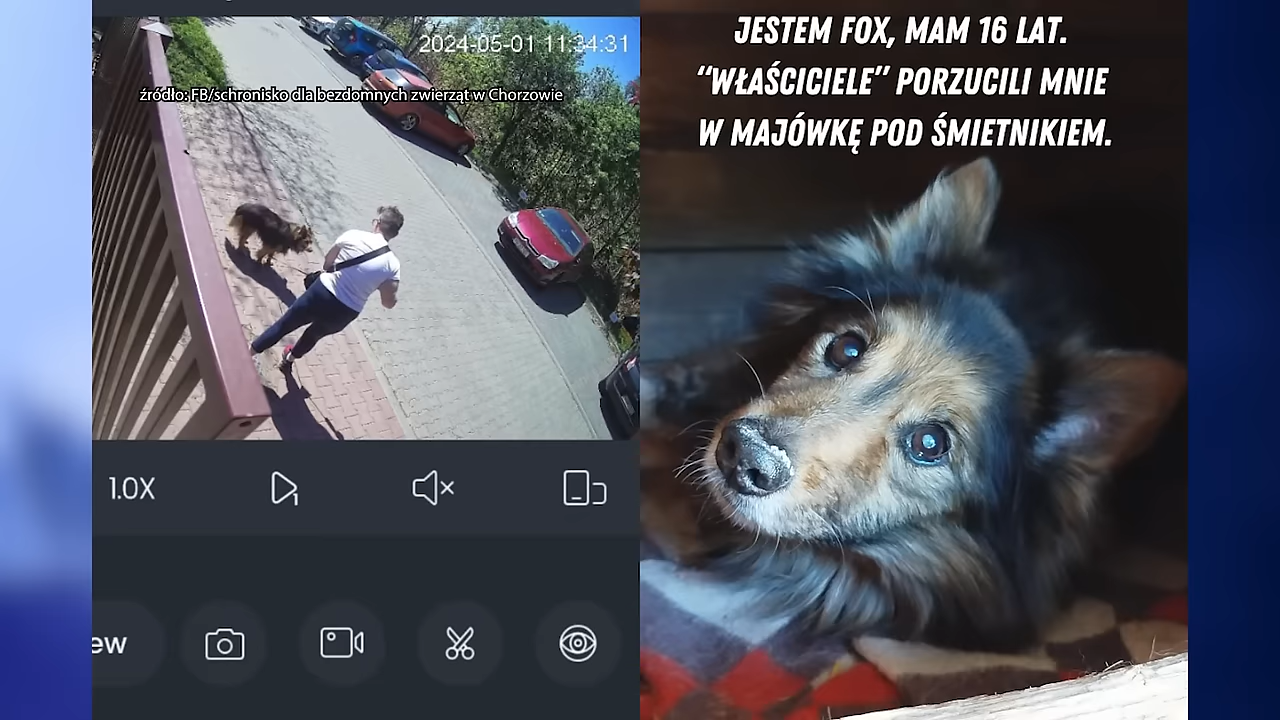 2024-05-01 11:34:31
źródło: FB/schronisko dla bezdomnych zwierząt w Chorzowie
1.0X
ew
JESTEM FOX, MAM 16 LAT.
“WŁAŚCICIELE” PORZUCILI MNIE
W MAJÓWKĘ POD ŚMIETNIKIEM.